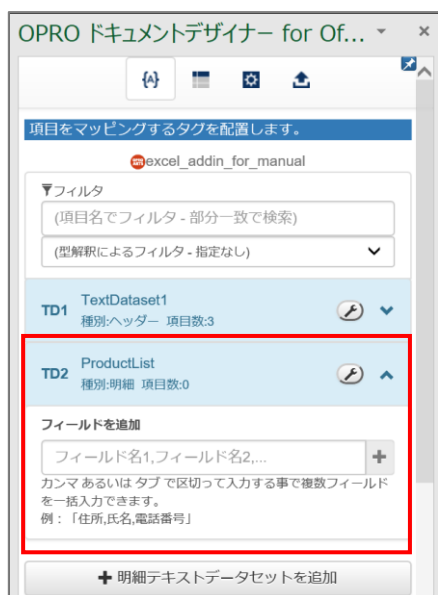 OPRO ドキュメントデザイナー for Of...
{A}
項目をマッピングするタグを配置します。
excel_addin_for_manual
フィルタ
(項目名でフィルタ - 部分一致で検索)
(型解釈によるフィルタ - 指定なし)
TD1 TextDataset1
種別:ヘッダー 項目数:3
TD2 ProductList
種別:明細 項目数:0
フィールドを追加
フィールド名1,フィールド名2,...
カンマ あるいは タブ で区切って入力する事で複数フィールド
を一括入力できます。
例：「住所,氏名,電話番号」
明細テキストデータセットを追加